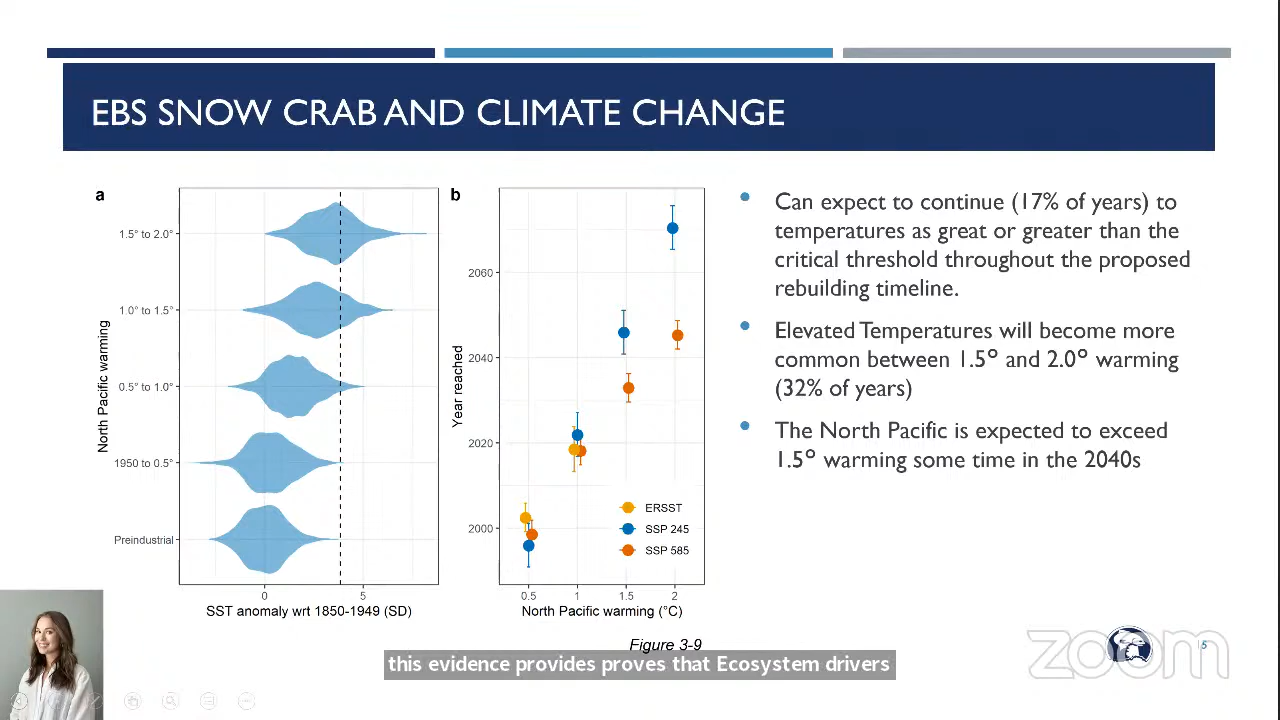 EBS SNOW CRAB AND CLIMATE CHANGE
a
North Pacific warming
1.5° to 2.0°
1.0° to 1.5°
0.5° to 1.0°
1950 to 0.5°
Preindustrial
0
5
SST anomaly wrt 1850-1949 (SD)
b
Year reached
2060
2040
2020
2000
ERSST
SSP 245
SSP 585
0.5
1
1.5
2
North Pacific warming (°C)
Figure 3-9
Can expect to continue (17% of years) to
temperatures as great or greater than the
critical threshold throughout the proposed
rebuilding timeline.
Elevated Temperatures will become more
common between 1.5° and 2.0° warming
(32% of years)
The North Pacific is expected to exceed
1.5° warming some time in the 2040s
this evidence provides proves that Ecosystem drivers
zoom
5